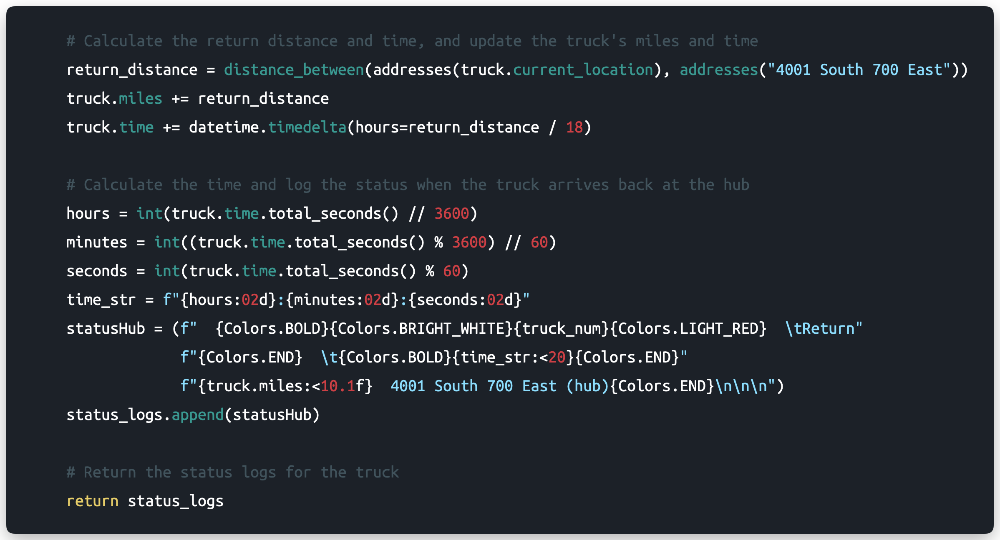 # Calculate the return distance and time, and update the truck's miles and time
return_distance = distance_between(addresses(truck.current_location), addresses("4001 South 700 East"))
truck.miles += return_distance
truck.time += datetime.timedelta(hours=return_distance / 18)
# Calculate the time and log the status when the truck arrives back at the hub
hours = int(truck.time.total_seconds() // 3600)
minutes = int((truck.time.total_seconds() % 3600) // 60)
seconds = int(truck.time.total_seconds() % 60)
time_str = f"{hours:02d}:{minutes:02d}:{seconds:02d}"
statusHub = (f"  {Colors.BOLD}{Colors.BRIGHT_WHITE}{truck_num}{Colors.LIGHT_RED}  \tReturn"
f"{Colors.END}  \t{Colors.BOLD}{time_str:<20}{Colors.END}"
f"{truck.miles:<10.1f}  4001 South 700 East (hub){Colors.END}\n\n\n")
status_logs.append(statusHub)
# Return the status logs for the truck
return status_logs